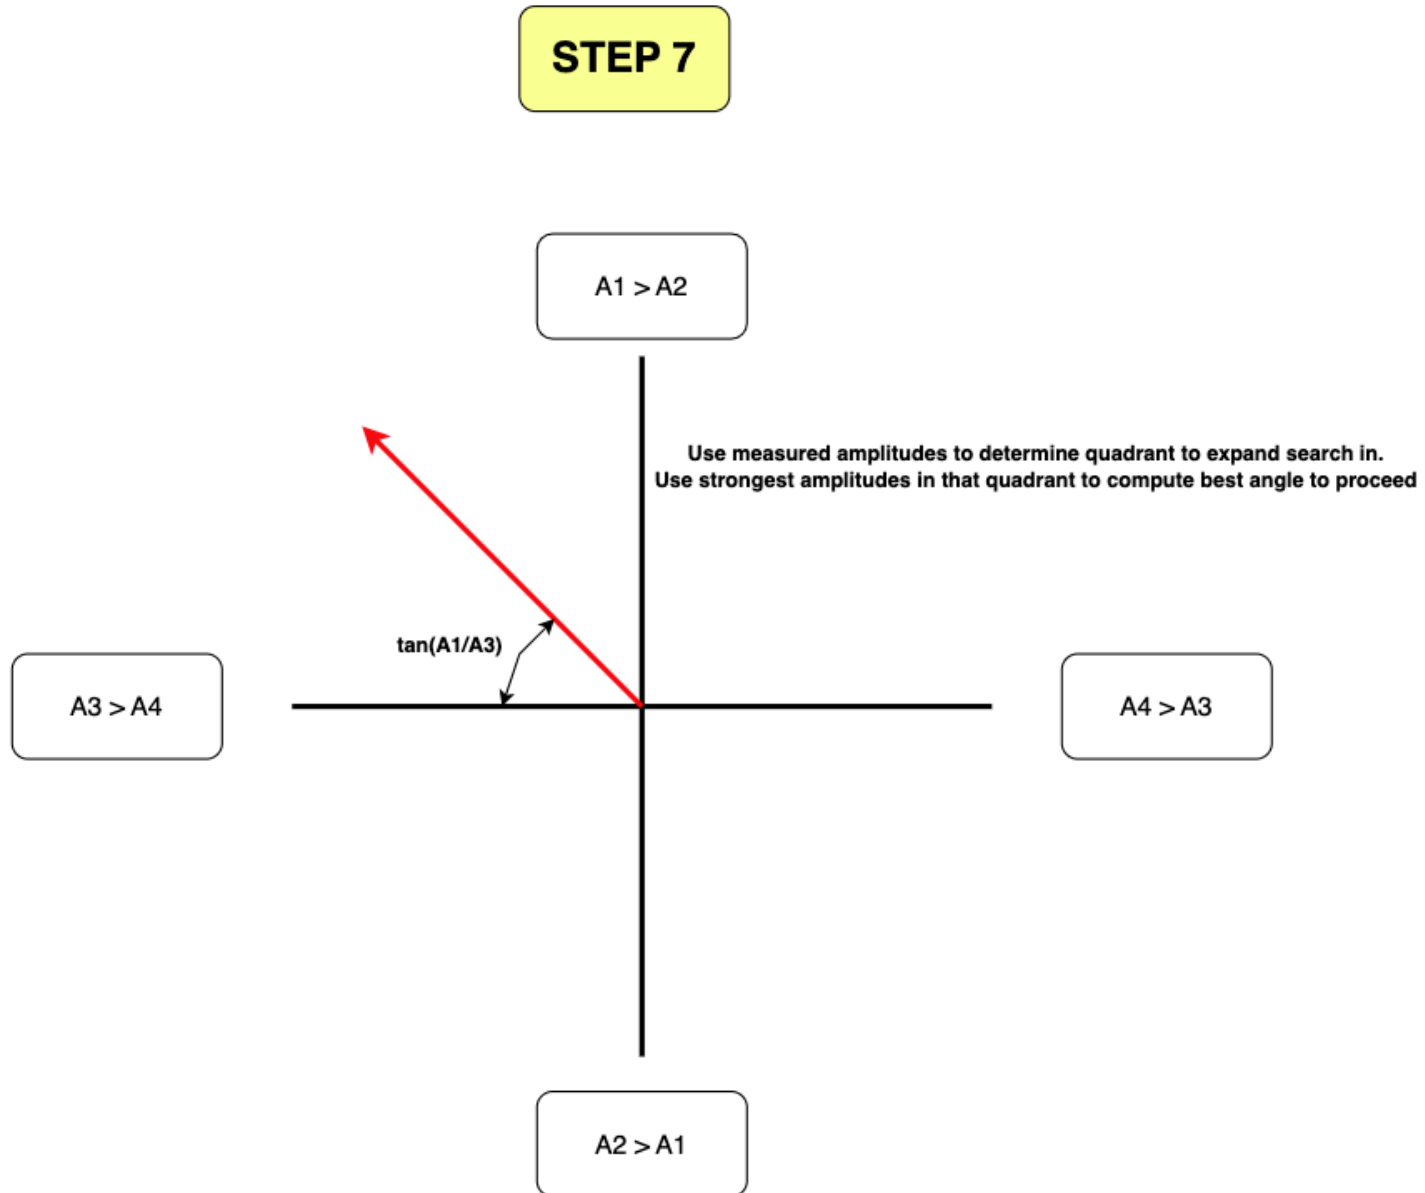 STEP 7
A1 > A2
Use measured amplitudes to determine quadrant to expand search in.
Use strongest amplitudes in that quadrant to compute best angle to proceed
tan(A1/A3)
A3 > A4
A4 > A3
A2 > A1